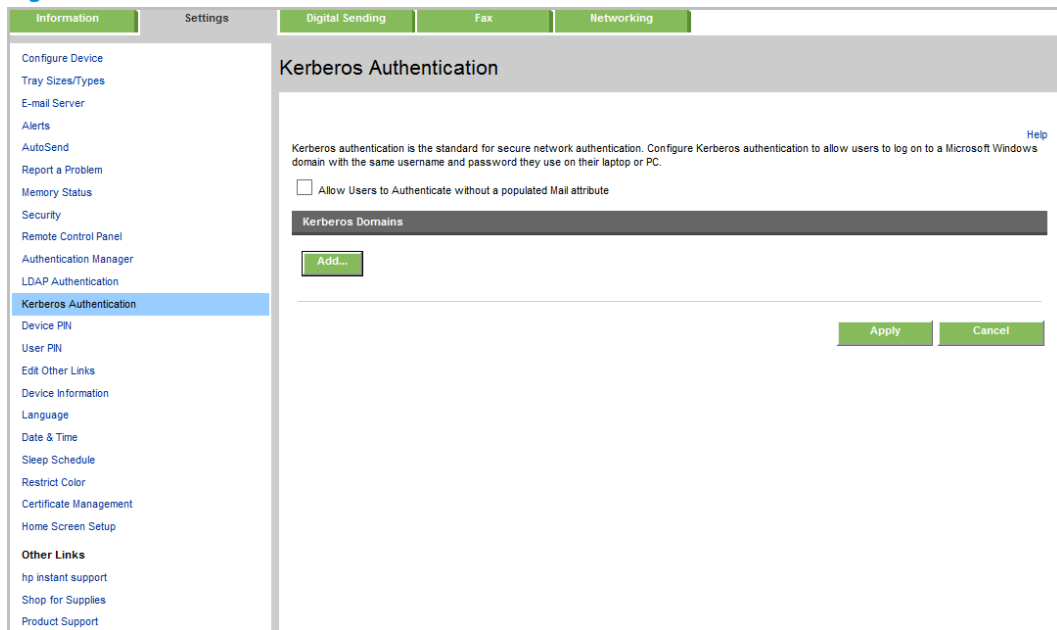 Information
Settings
Digital Sending
Fax
Networking
Configure Device
Tray Sizes/Types
E-mail Server
Alerts
AutoSend
Report a Problem
Memory Status
Security
Remote Control Panel
Authentication Manager
LDAP Authentication
Kerberos Authentication
Device PIN
User PIN
Edit Other Links
Device Information
Language
Date & Time
Sleep Schedule
Restrict Color
Certificate Management
Home Screen Setup
Other Links
hp instant support
Shop for Supplies
Product Support
Kerberos Authentication
Help
Kerberos authentication is the standard for secure network authentication. Configure Kerberos authentication to allow users to log on to a Microsoft Windows
domain with the same username and password they use on their laptop or PC.
Allow Users to Authenticate without a populated Mail attribute
Kerberos Domains
Add...
Apply
Cancel